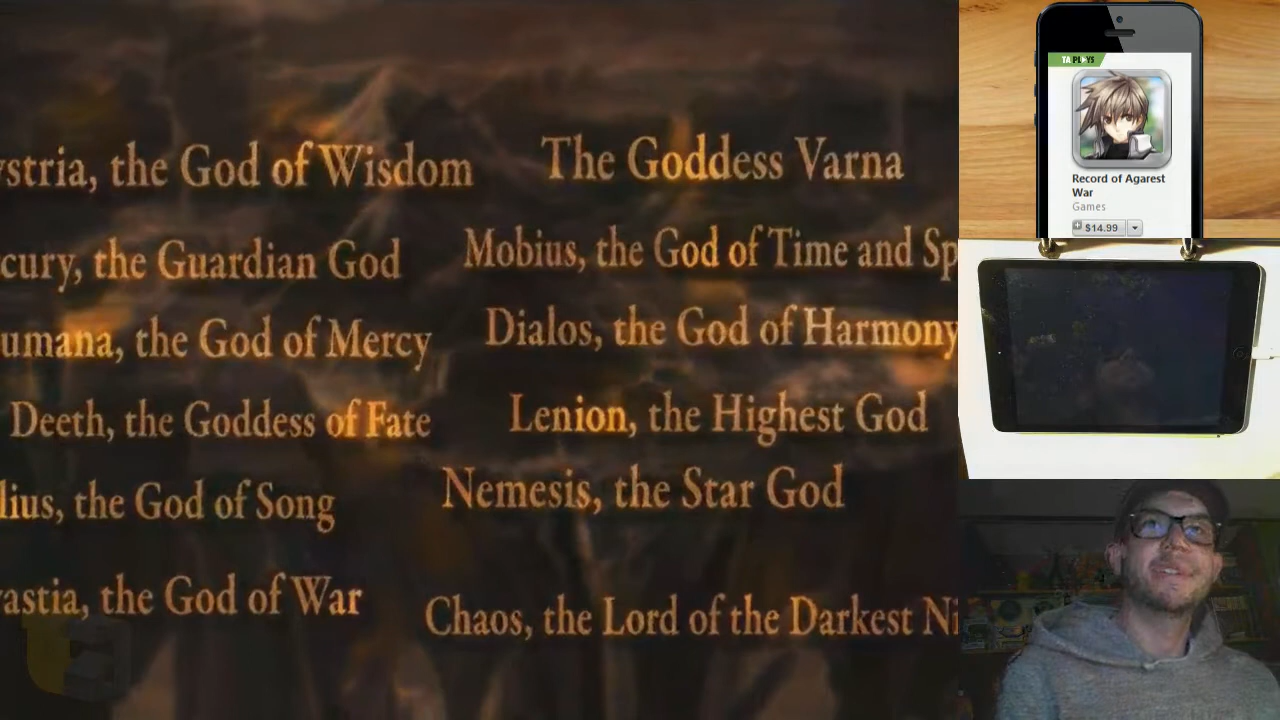 ystria, the God of Wisdom
The Goddess Varna
cury, the Guardian God
Mobius, the God of Time and Sp
umana, the God of Mercy
Dialos, the God of Harmony
Deeth, the Goddess of Fate
Lenion, the Highest God
lius, the God of Song
Nemesis, the Star God
vastia, the God of War
Chaos, the Lord of the Darkest Ni
TA PLAYS
Record of Agarest
War
Games
$14.99